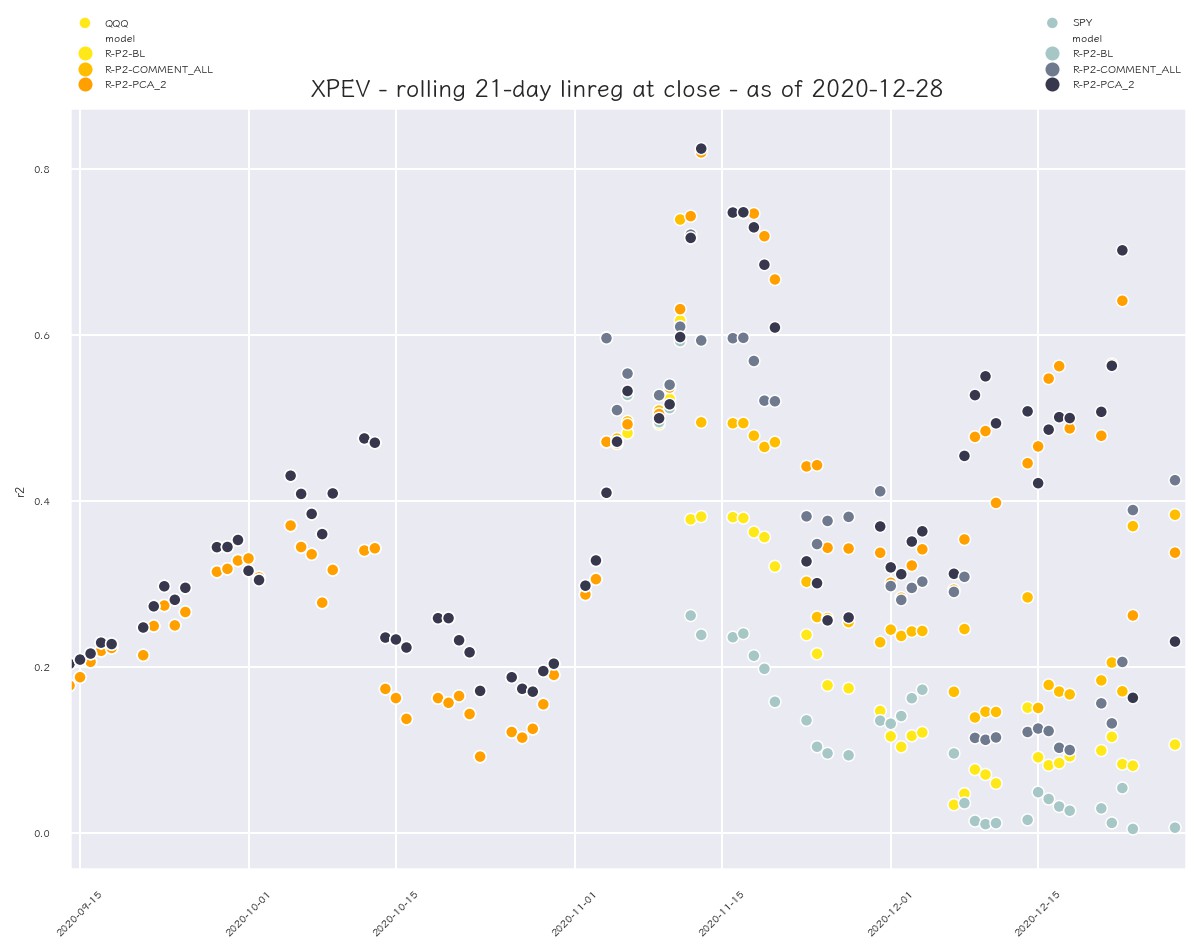 QQQ
model
R-P2-BL
R-P2-COMMENT_ALL
R-P2-PCA_2
SPY
model
R-P2-BL
R-P2-COMMENT_ALL
R-P2-PCA_2
XPEV - rolling 21-day linreg at close - as of 2020-12-28
0.8
0.6
0.4
0.2
0.0
r2
2020-09-15
2020-10-01
2020-10-15
2020-11-01
2020-11-15
2020-12-01
2020-12-15